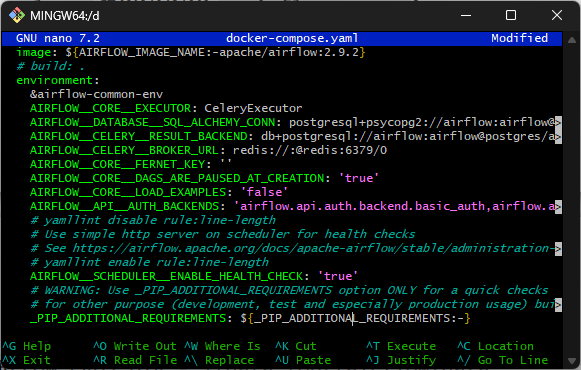 MINGW64:/d
GNU nano 7.2 docker-compose.yaml Modified
image: ${AIRFLOW_IMAGE_NAME:-apache/airflow:2.9.2}
# build: .
environment:
&airflow-common-env
AIRFLOW__CORE__EXECUTOR: CeleryExecutor
AIRFLOW__DATABASE__SQL_ALCHEMY_CONN: postgresql+psycopg2://airflow:airflow@>
AIRFLOW__CELERY__RESULT_BACKEND: db+postgresql://airflow:airflow@postgres/a>
AIRFLOW__CELERY__BROKER_URL: redis://:@redis:6379/0
AIRFLOW__CORE__FERNET_KEY: ''
AIRFLOW__CORE__DAGS_ARE_PAUSED_AT_CREATION: 'true'
AIRFLOW__CORE__LOAD_EXAMPLES: 'false'
AIRFLOW__API__AUTH_BACKENDS: 'airflow.api.auth.backend.basic_auth,airflow.a>
# yamllint disable rule:line-length
# Use simple http server on scheduler for health checks
# See https://airflow.apache.org/docs/apache-airflow/stable/administration->
# yamllint enable rule:line-length
AIRFLOW__SCHEDULER__ENABLE_HEALTH_CHECK: 'true'
# WARNING: Use _PIP_ADDITIONAL_REQUIREMENTS option ONLY for a quick checks
# for other purpose (development, test and especially production usage) bui>
_PIP_ADDITIONAL_REQUIREMENTS: ${_PIP_ADDITIONAL_REQUIREMENTS:-}
^G Help ^O Write Out ^W Where Is ^K Cut ^T Execute ^C Location
^X Exit ^R Read File ^\ Replace ^U Paste ^J Justify ^/ Go To Line